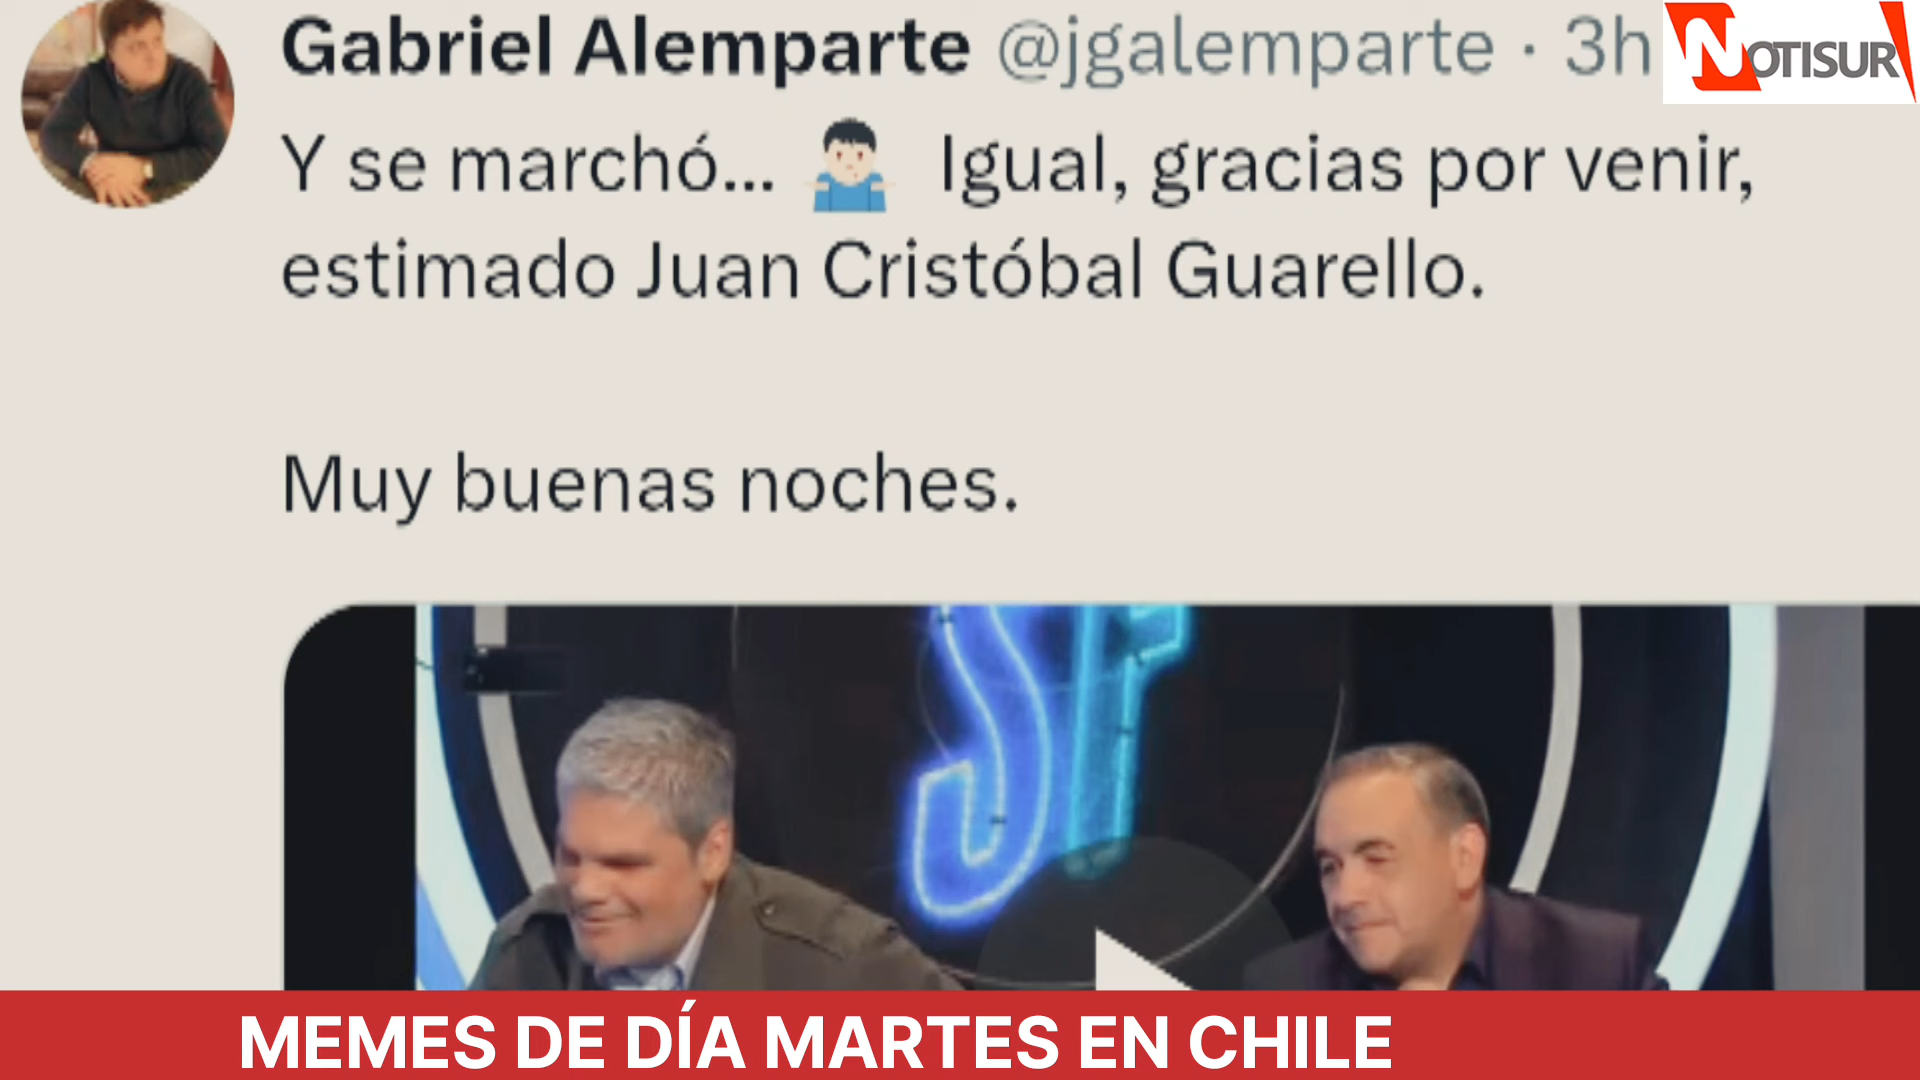 Gabriel Alemparte @jgalemparte · 3h
NOTISUR
Y se marchó... 🤷🏻‍♂️ Igual, gracias por venir,
estimado Juan Cristóbal Guarello.
Muy buenas noches.
SF
MEMES DE DÍA MARTES EN CHILE